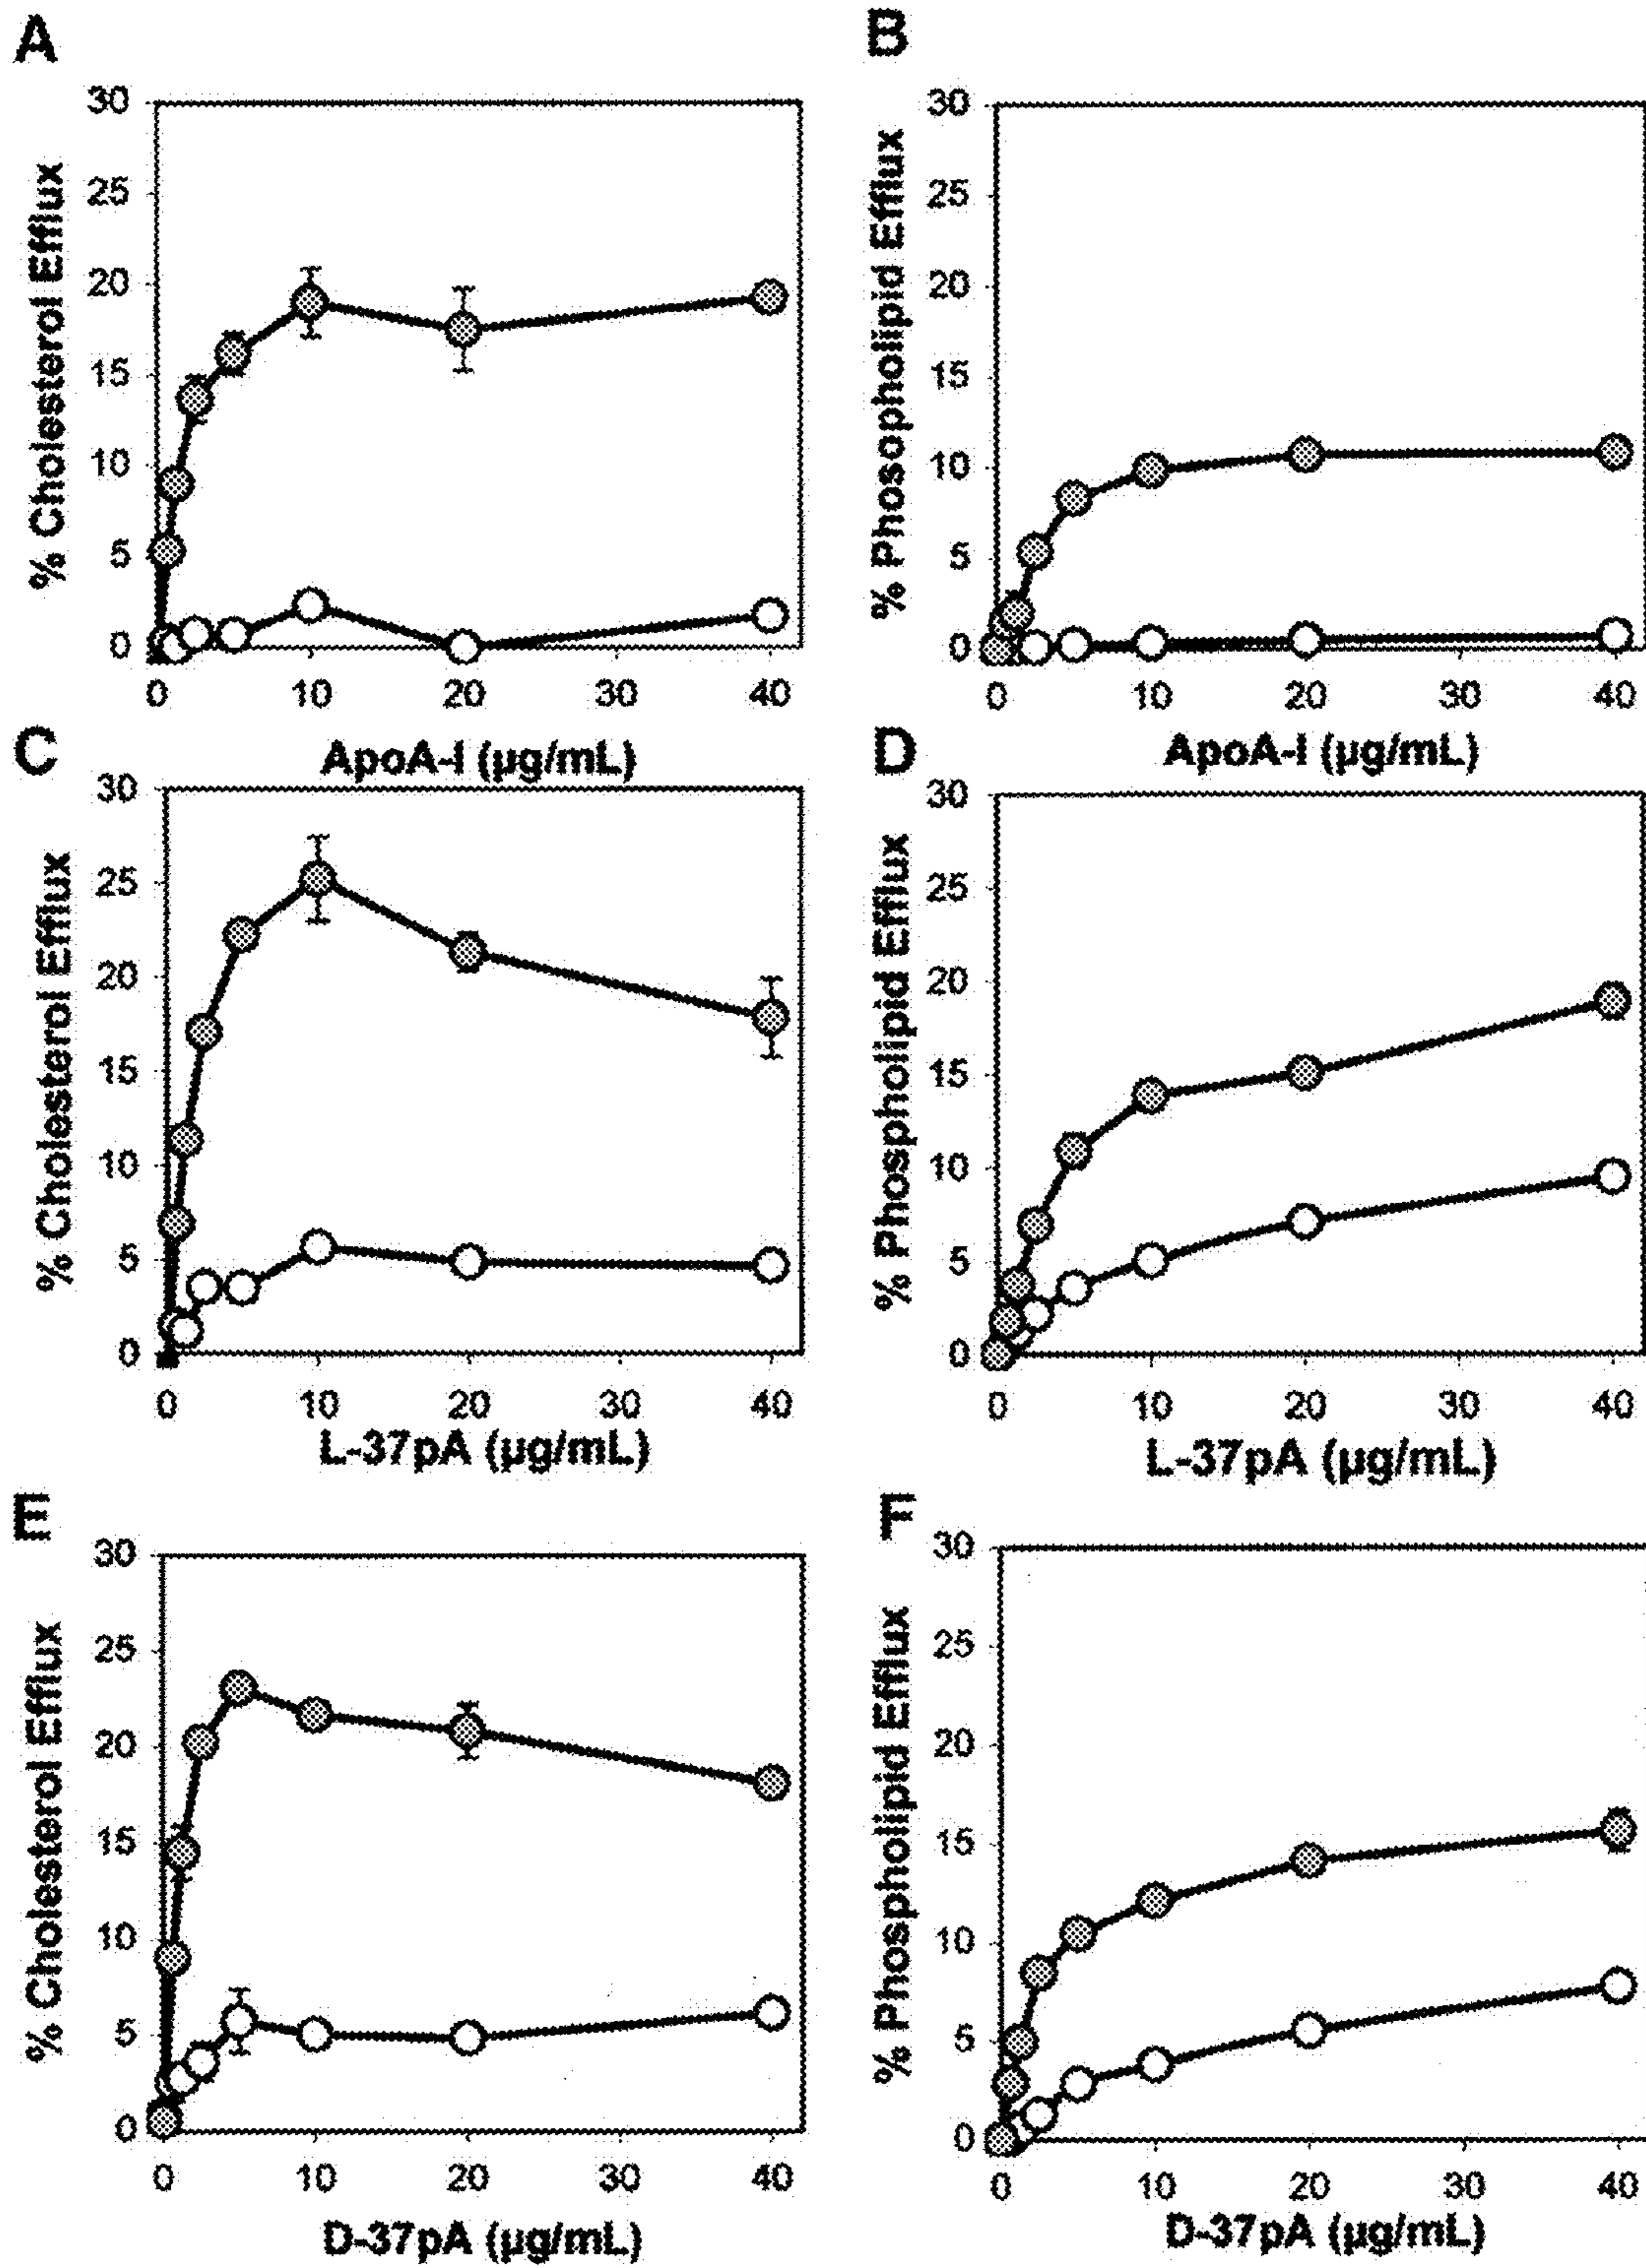 A
% Cholesterol Efflux
30
25
20
15
10
5
0
0 10 20 30 40
ApoA-I (µg/mL)
B
% Phosopholipid Efflux
30
25
20
15
10
5
0
0 10 20 30 40
ApoA-I (µg/mL)
C
% Cholesterol Efflux
30
25
20
15
10
5
0
0 10 20 30 40
L-37pA (µg/mL)
D
% Phospholipid Efflux
30
25
20
15
10
5
0
0 10 20 30 40
L-37pA (µg/mL)
E
% Cholesterol Efflux
30
25
20
15
10
5
0
0 10 20 30 40
D-37pA (µg/mL)
F
% Phospholipid Efflux
30
25
20
15
10
5
0
0 10 20 30 40
D-37pA (µg/mL)